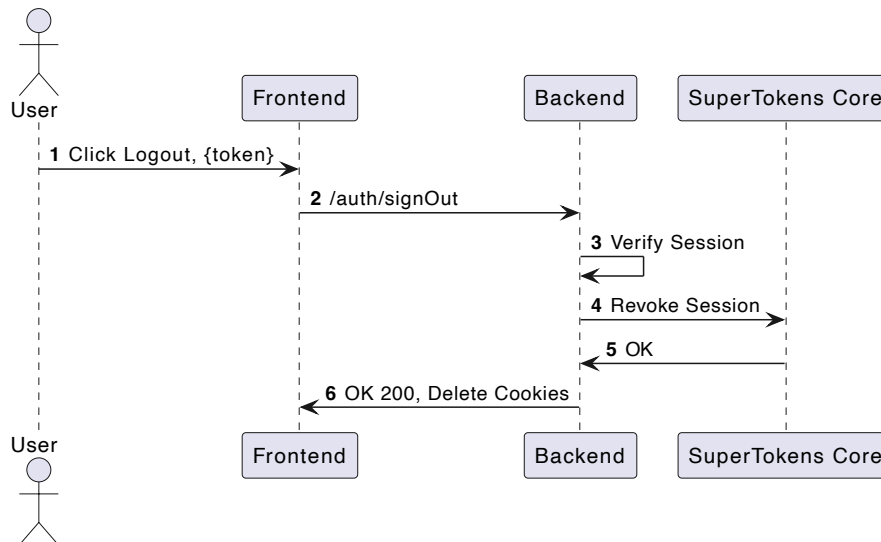 User
Frontend
Backend
SuperTokens Core
1 Click Logout, {token}
2 /auth/signOut
3 Verify Session
4 Revoke Session
5 OK
6 OK 200, Delete Cookies
User
Frontend
Backend
SuperTokens Core